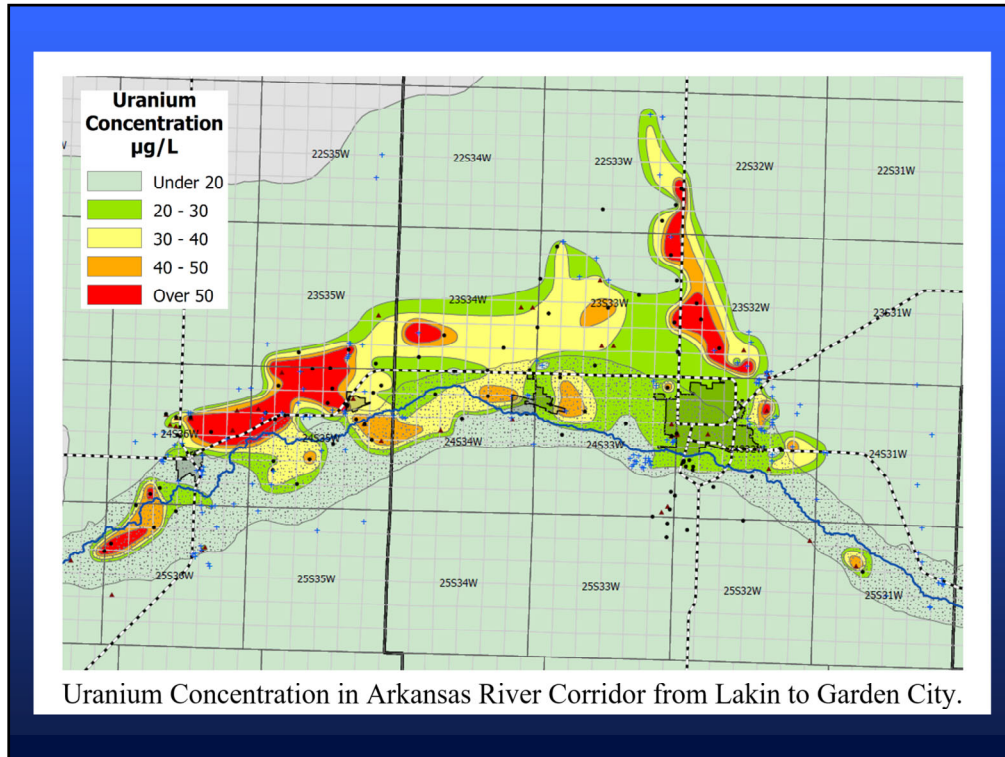 Uranium
Concentration
µg/L
Under 20
20 - 30
30 - 40
40 - 50
Over 50
W
22S35W
22S34W
22S33W
22S32W
22S31W
23S35W
23S34W
23S33W
23S32W
23S31W
24S36W
24S35W
24S34W
24S33W
24S32W
24S31W
25S36W
25S35W
25S34W
25S33W
25S32W
25S31W
Uranium Concentration in Arkansas River Corridor from Lakin to Garden City.